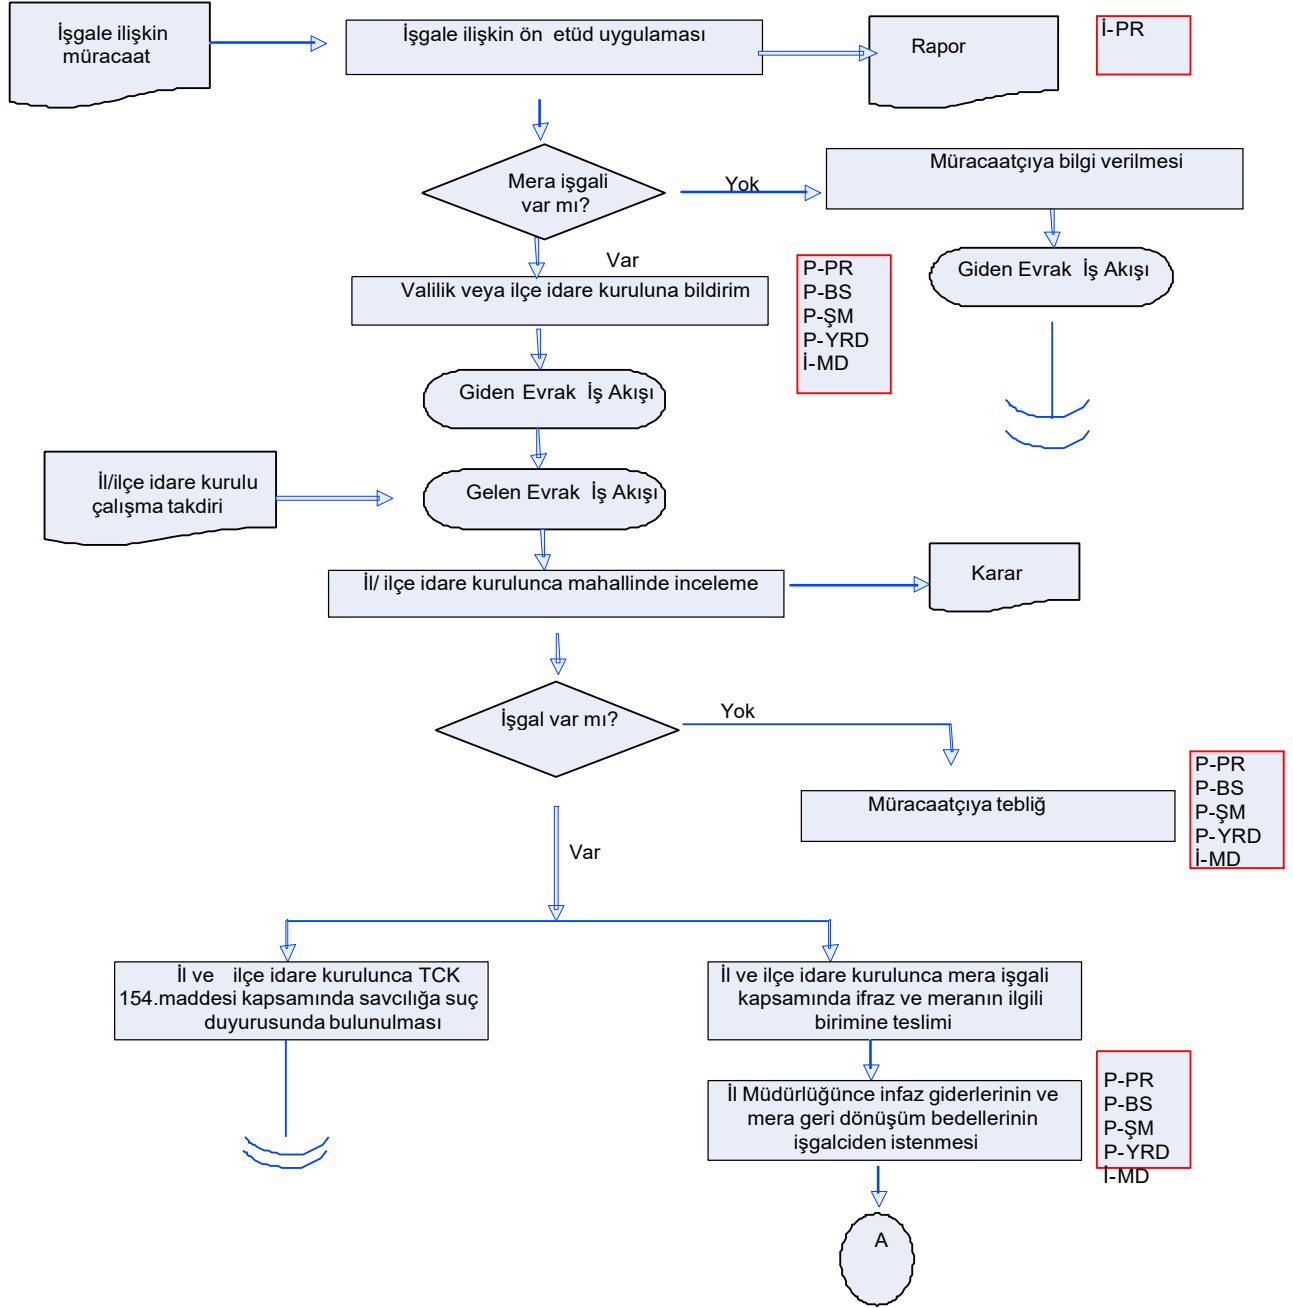 İşgale ilişkin
müracaat
İşgale ilişkin ön etüd uygulaması
Rapor
İ-PR
Mera işgali
var mı?
Yok
Müracaatçıya bilgi verilmesi
Giden Evrak İş Akışı
Var
Valilik veya ilçe idare kuruluna bildirim
P-PR
P-BS
P-ŞM
P-YRD
İ-MD
Giden Evrak İş Akışı
İl/ilçe idare kurulu
çalışma takdiri
Gelen Evrak İş Akışı
İl/ ilçe idare kurulunca mahallinde inceleme
Karar
İşgal var mı?
Yok
Müracaatçıya tebliğ
P-PR
P-BS
P-ŞM
P-YRD
İ-MD
Var
İl ve ilçe idare kurulunca TCK
154.maddesi kapsamında savcılığa suç
duyurusunda bulunulması
İl ve ilçe idare kurulunca mera işgali
kapsamında ifraz ve meranın ilgili
birimine teslimi
İl Müdürlüğünce infaz giderlerinin ve
mera geri dönüşüm bedellerinin
işgalciden istenmesi
P-PR
P-BS
P-ŞM
P-YRD
İ-MD
A